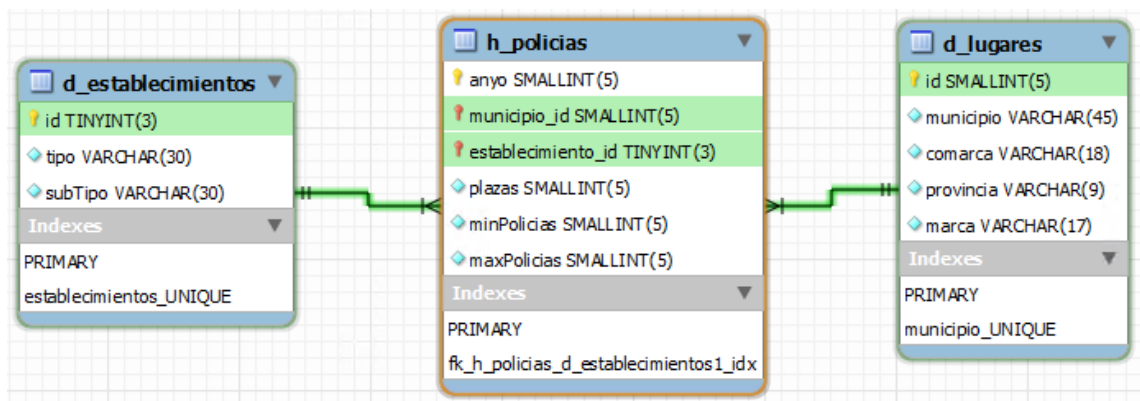 d_establecimientos
id TINYINT(3)
tipo VARCHAR(30)
subTipo VARCHAR(30)
Indexes
PRIMARY
establecimientos_UNIQUE
h_policias
anyo SMALLINT(5)
municipio_id SMALLINT(5)
establecimiento_id TINYINT(3)
plazas SMALLINT(5)
minPolicias SMALLINT(5)
maxPolicias SMALLINT(5)
Indexes
PRIMARY
fk_h_policias_d_establecimientos1_idx
d_lugares
id SMALLINT(5)
municipio VARCHAR(45)
comarca VARCHAR(18)
provincia VARCHAR(9)
marca VARCHAR(17)
Indexes
PRIMARY
municipio_UNIQUE